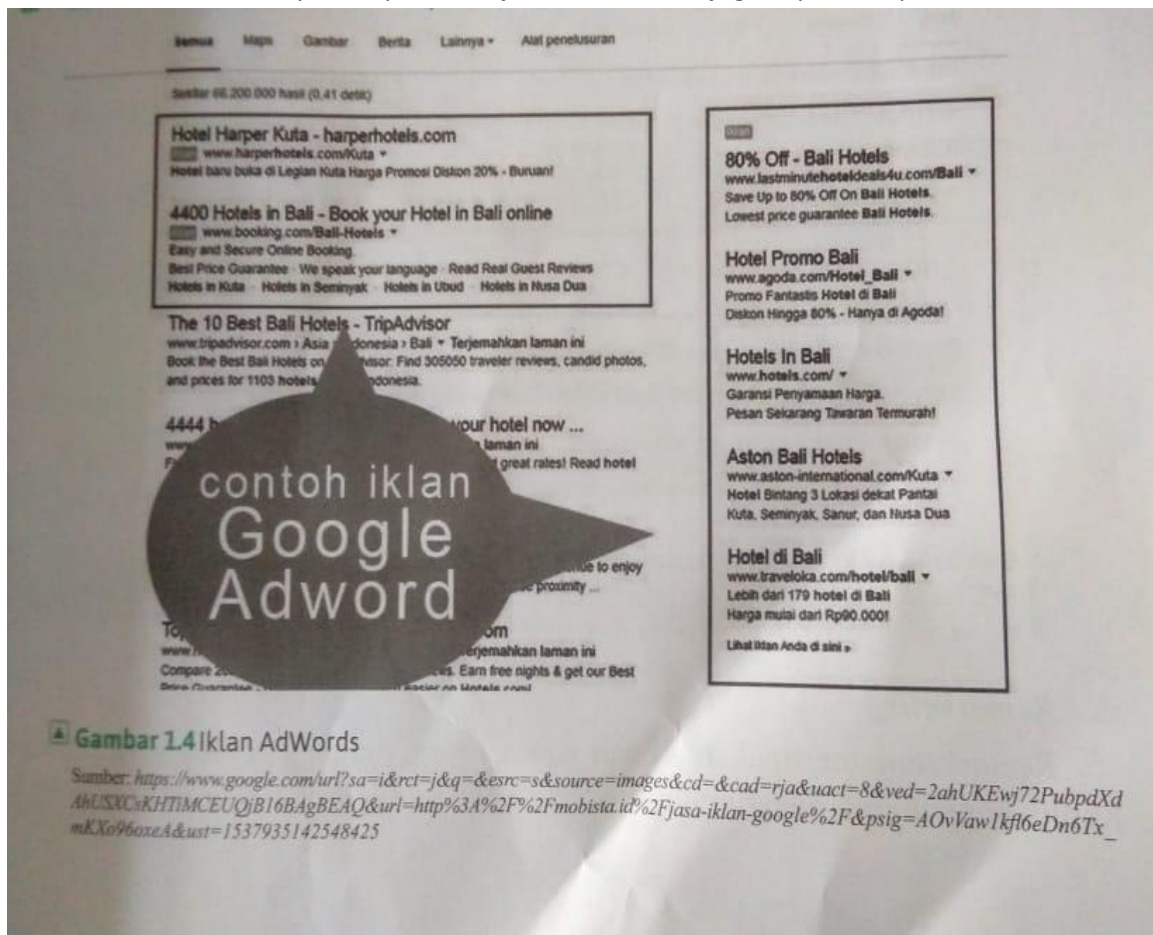 Semua Maps Gambar Berita Lainnya Alat penelusuran
Sekitar 66.200.000 hasil (0,41 detik)
Hotel Harper Kuta - harperhotels.com
www.harperhotels.com/Kuta
Hotel baru buka di Legian Kuta Harga Promosi Diskon 20% - Buruan!
4400 Hotels in Bali - Book your Hotel in Bali online
www.booking.com/Bali-Hotels
Easy and Secure Online Booking.
Best Price Guarantee · We speak your language · Read Real Guest Reviews
Hotels in Kuta · Hotels in Seminyak · Hotels in Ubud · Hotels in Nusa Dua
The 10 Best Bali Hotels - TripAdvisor
www.tripadvisor.com › Asia › Bali Terjemahkan laman ini
Book the Best Bali Hotels on Find 305050 traveler reviews, candid photos,
and prices for 1103 hotels
4444 your hotel now ...
laman ini
great rates! Read hotel
contoh iklan
Google
Adword
to enjoy
proximity ...
Terjemahkan laman ini
Compare Earn free nights & get our Best
Price Guarantee easier on Hotels.com!
Iklan
80% Off - Bali Hotels
www.lastminutehoteldeals4u.com/Bali
Save Up to 80% Off On Bali Hotels.
Lowest price guarantee Bali Hotels.
Hotel Promo Bali
www.agoda.com/Hotel_Bali
Promo Fantastis Hotel di Bali
Diskon Hingga 80% - Hanya di Agoda!
Hotels In Bali
www.hotels.com/
Garansi Penyamaan Harga.
Pesan Sekarang Tawaran Termurah!
Aston Bali Hotels
www.aston-international.com/Kuta
Hotel Bintang 3 Lokasi dekat Pantai
Kuta, Seminyak, Sanur, dan Nusa Dua
Hotel di Bali
www.traveloka.com/hotel/bali
Lebih dari 179 hotel di Bali
Harga mulai dari Rp90.000!
Lihat Iklan Anda di sini »
Gambar 1.4 Iklan AdWords
Sumber: https://www.google.com/url?sa=i&rct=j&q=&esrc=s&source=images&cd=&cad=rja&uact=8&ved=2ahUKEwj72PubpdXd
AhUSXCsKHTiMCEUQjB16BAgBEAQ&url=http%3A%2F%2Fmobista.id%2Fjasa-iklan-google%2F&psig=AOvVaw1kfl6eDn6Tx_
mKXo96oxeA&ust=1537935142548425